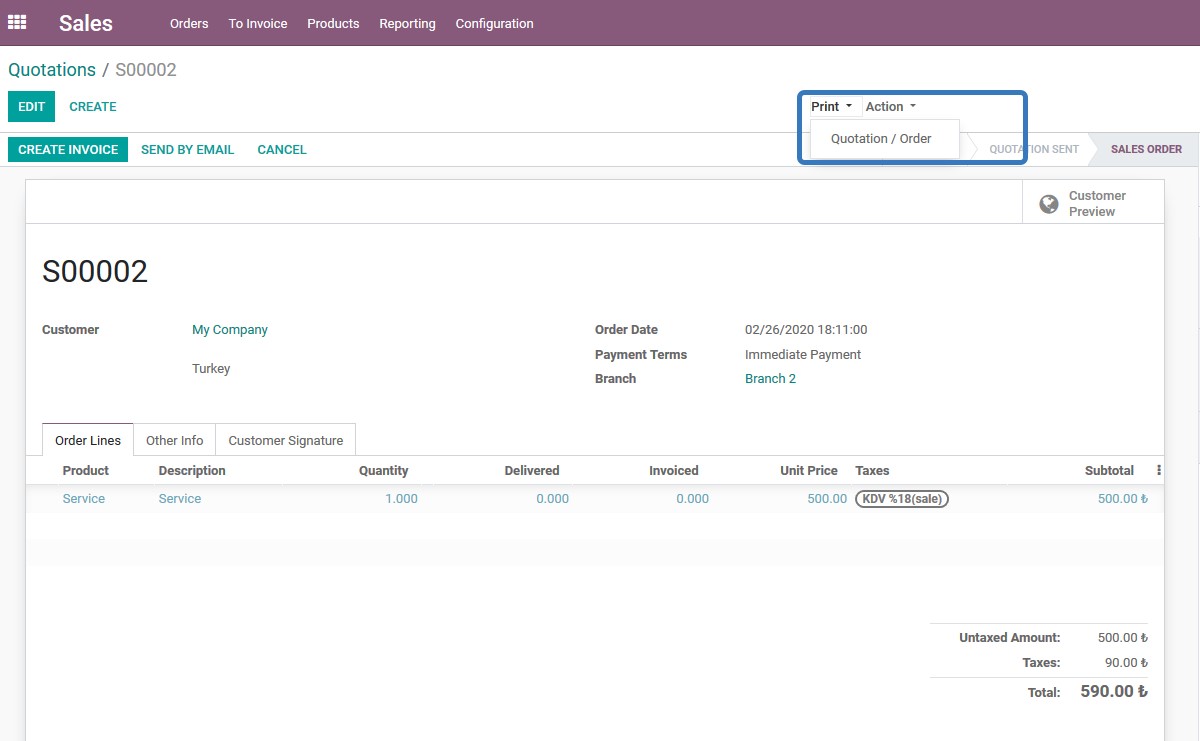 Sales Orders To Invoice Products Reporting Configuration
Quotations / S00002
EDIT CREATE Print Action
Quotation / Order
CREATE INVOICE SEND BY EMAIL CANCEL QUOTATION SENT SALES ORDER
Customer
Preview
S00002
Customer My Company Order Date 02/26/2020 18:11:00
Payment Terms Immediate Payment
Turkey
Branch Branch 2
Order Lines Other Info Customer Signature
Product Description Quantity Delivered Invoiced Unit Price Taxes Subtotal
Service Service 1.000 0.000 0.000 500.00 KDV %18(sale) 500.00 ₺
Untaxed Amount: 500.00 ₺
Taxes: 90.00 ₺
Total: 590.00 ₺